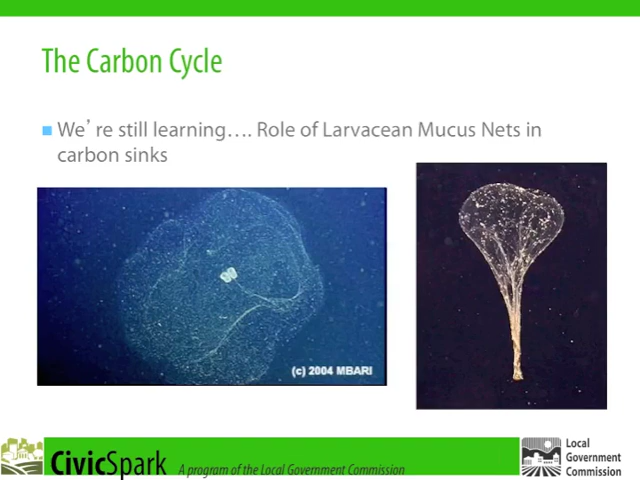 The Carbon Cycle
We’re still learning…. Role of Larvacean Mucus Nets in
carbon sinks
(c) 2004 MBARI
CivicSpark A program of the Local Government Commission
Local
Government
Commission